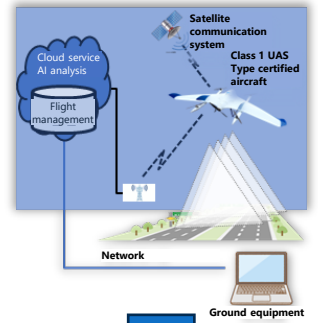 Satellite
communication
system
Class 1 UAS
Type certified
aircraft
Cloud service
AI analysis
Flight
management
Network
Ground equipment